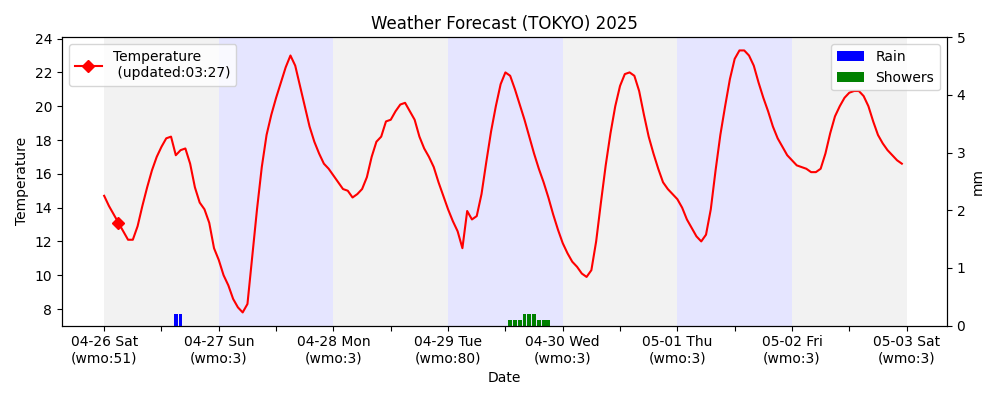 Weather Forecast (TOKYO) 2025
Temperature
(updated:03:27)
Rain
Showers
24
22
20
18
16
14
12
10
8
Temperature
5
4
3
2
1
0
mm
04-26 Sat
(wmo:51)
04-27 Sun
(wmo:3)
04-28 Mon
(wmo:3)
04-29 Tue
(wmo:80)
04-30 Wed
(wmo:3)
05-01 Thu
(wmo:3)
05-02 Fri
(wmo:3)
05-03 Sat
(wmo:3)
Date